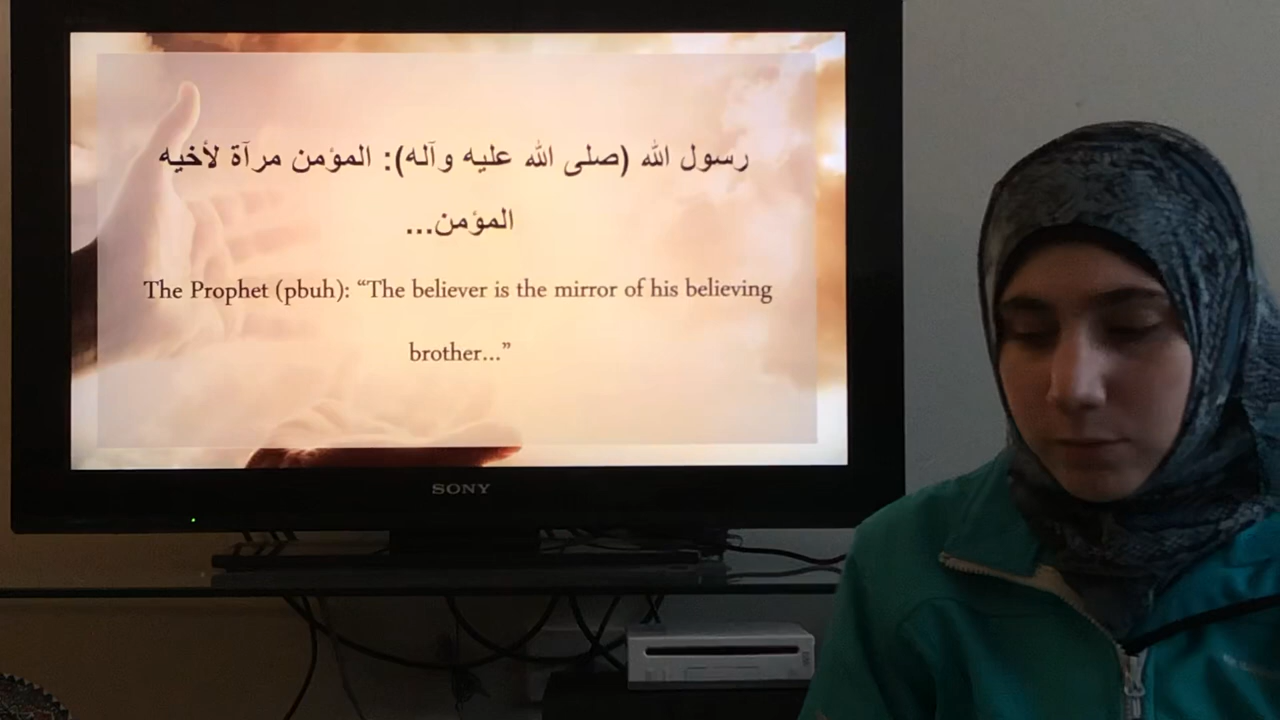 رسول الله (صلى الله عليه وآله): المؤمن مرآة لأخيه
المؤمن...
The Prophet (pbuh): “The believer is the mirror of his believing
brother...”
SONY